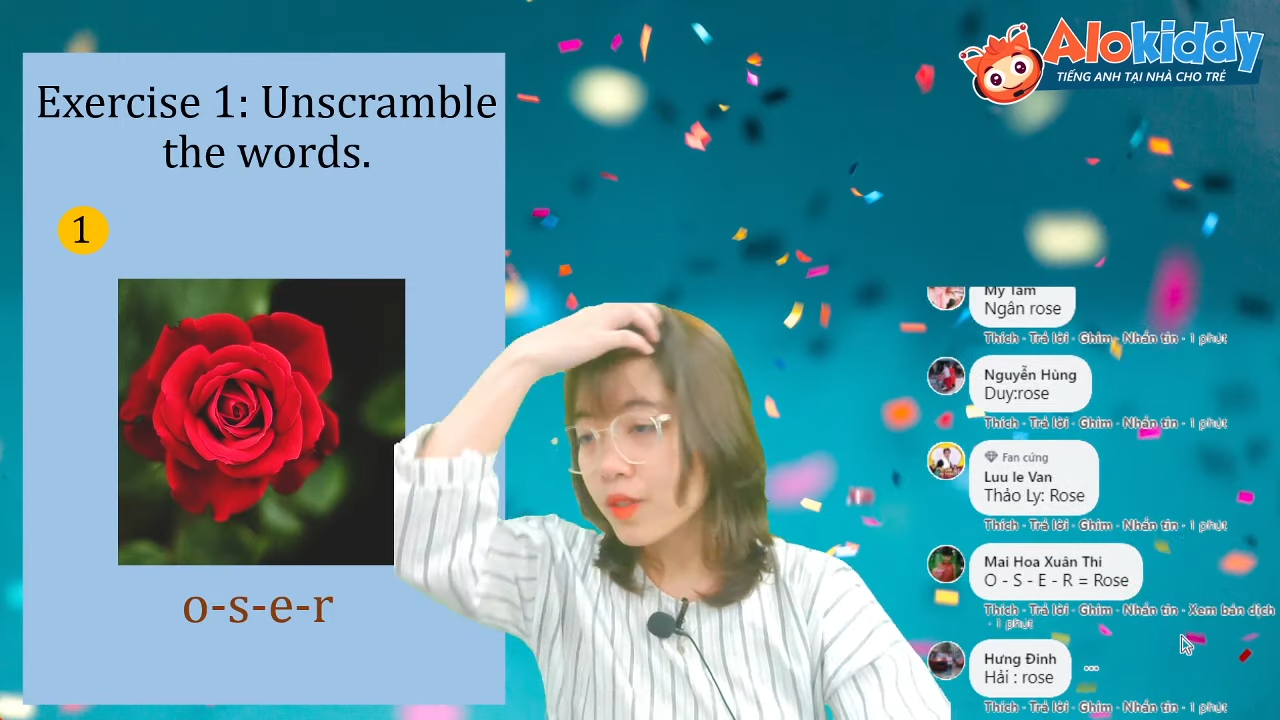 Exercise 1: Unscramble
the words.
1
o-s-e-r
Alokiddy
TIẾNG ANH TẠI NHÀ CHO TRẺ
My Tam
Ngân rose
Thích · Trả lời · Ghim · Nhắn tin · 1 phút
Nguyễn Hùng
Duy:rose
Thích · Trả lời · Ghim · Nhắn tin · 1 phút
Fan cứng
Luu le Van
Thảo Ly: Rose
Thích · Trả lời · Ghim · Nhắn tin · 1 phút
Mai Hoa Xuân Thi
O - S - E - R = Rose
Thích · Trả lời · Ghim · Nhắn tin · Xem bản dịch
· 1 phút
Hưng Đinh
Hải : rose
Thích · Trả lời · Ghim · Nhắn tin · 1 phút